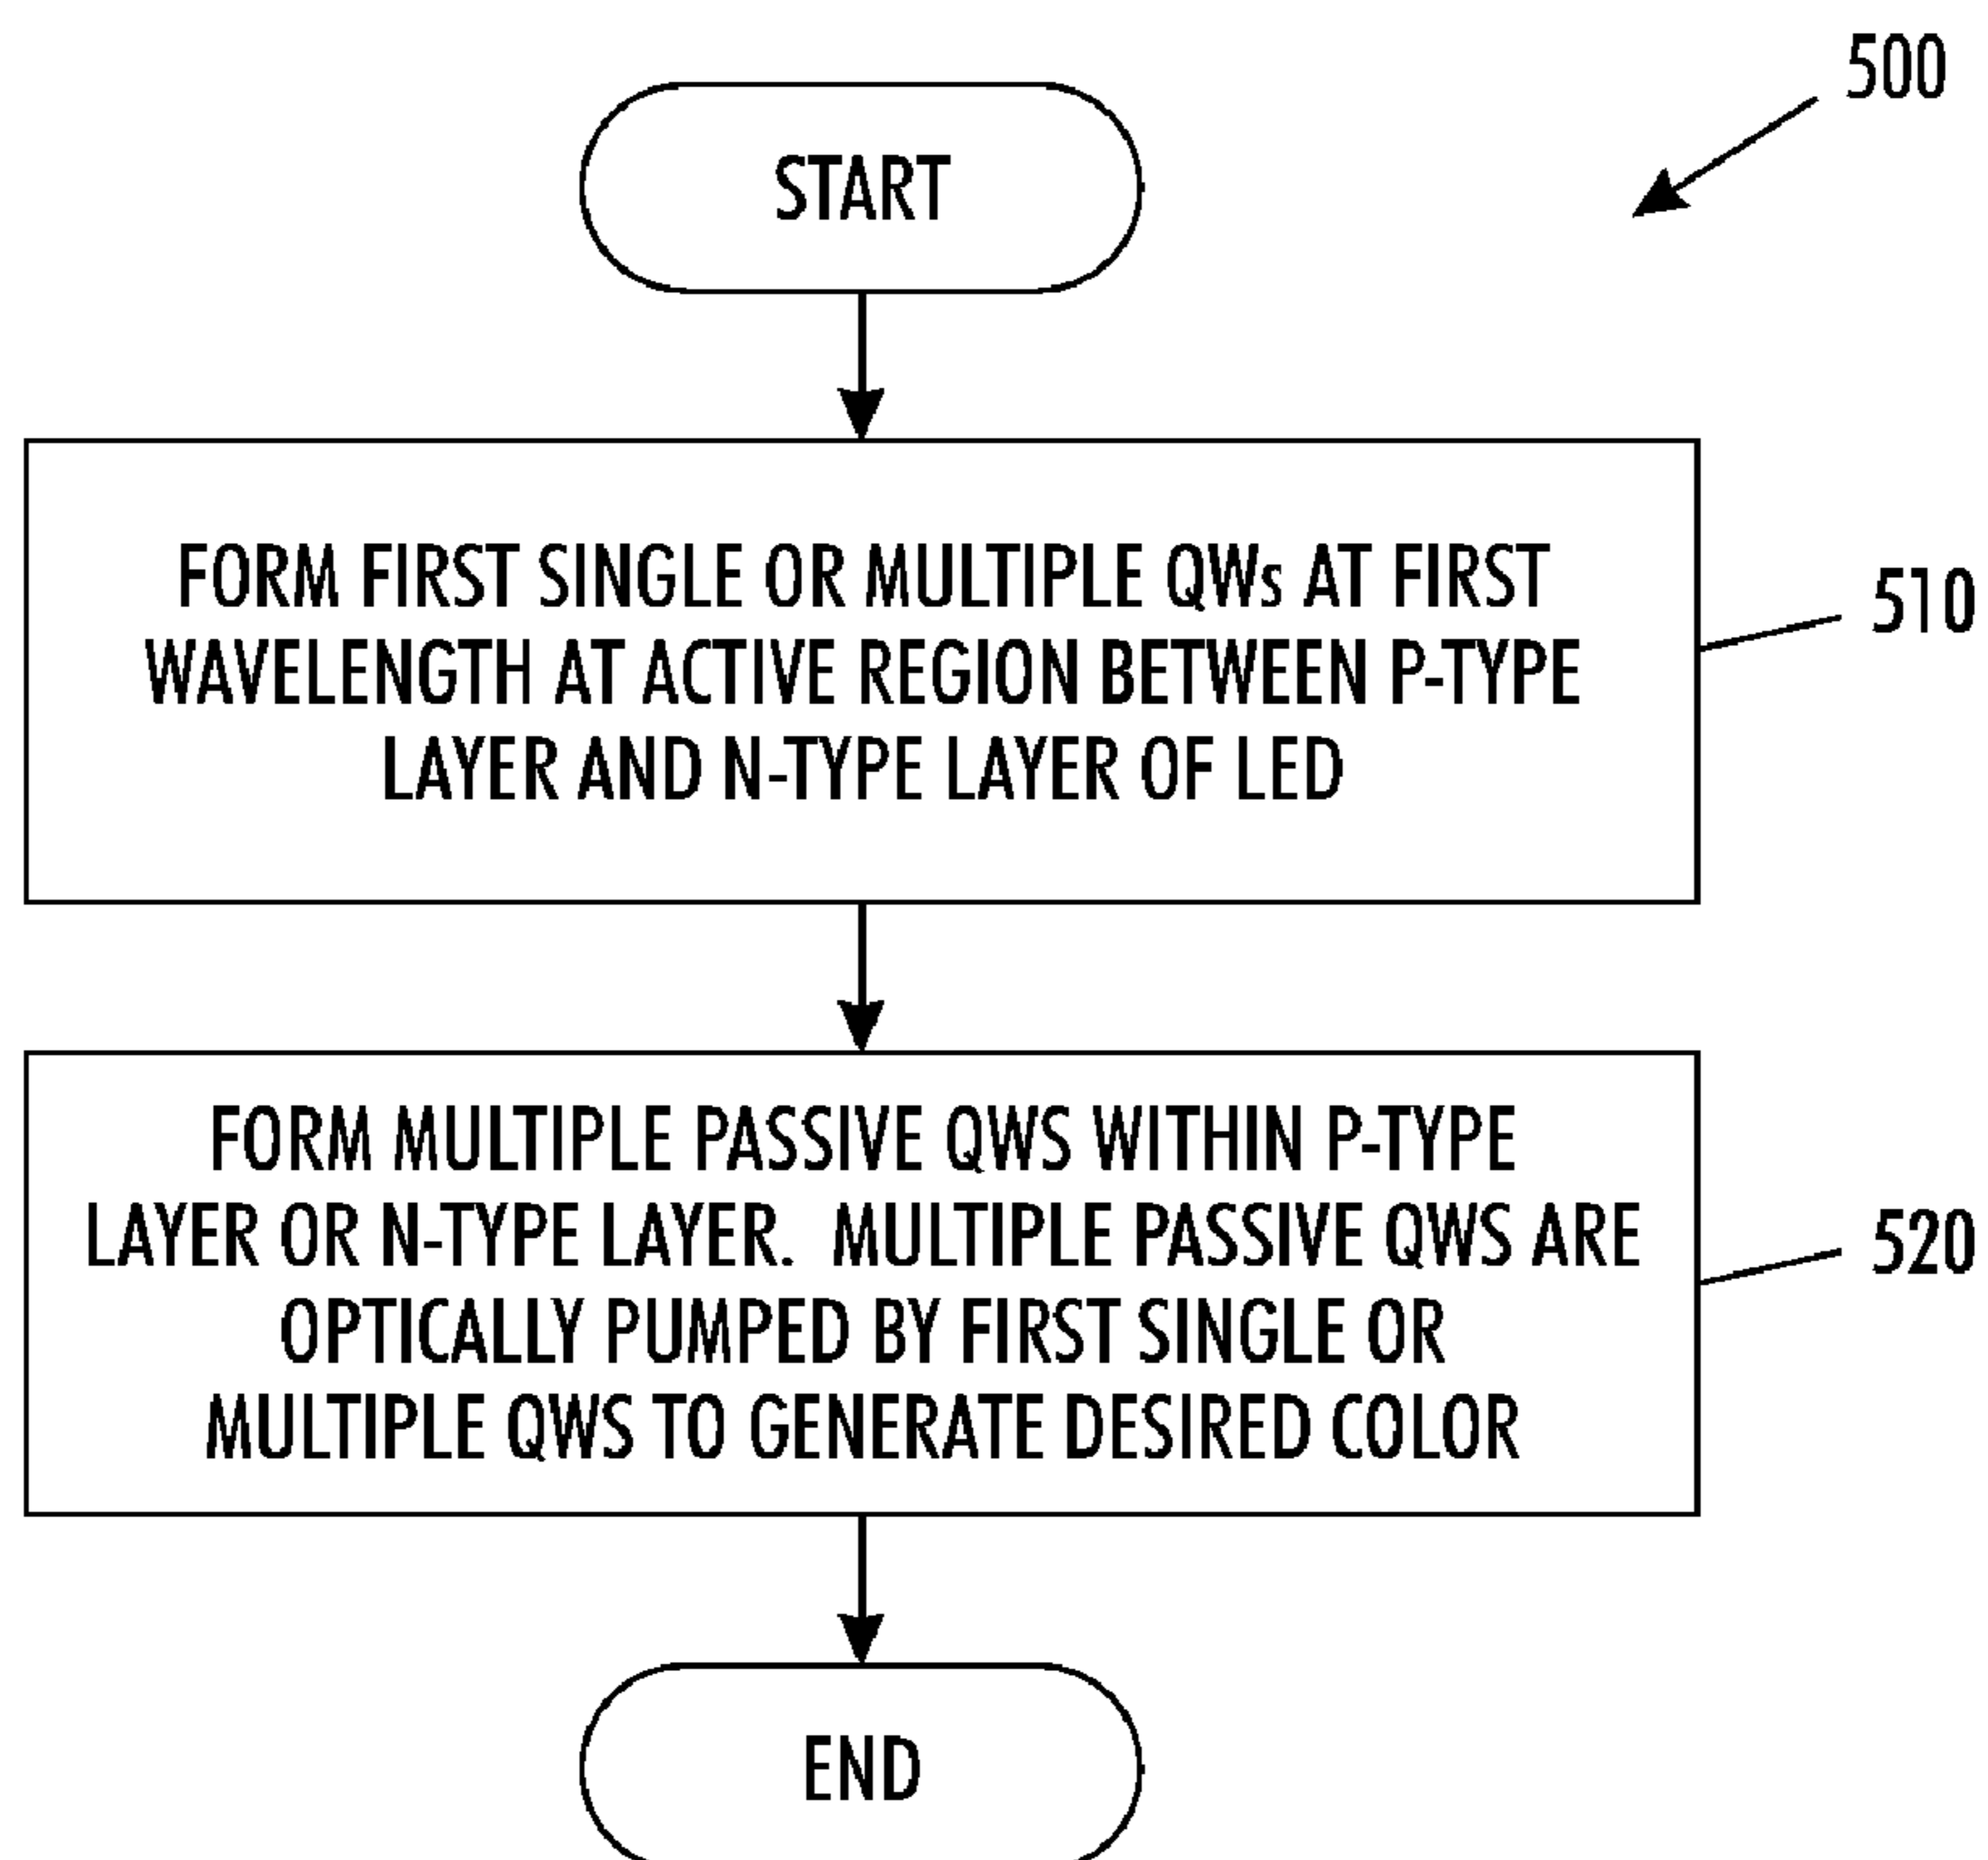 500
START
FORM FIRST SINGLE OR MULTIPLE QWs AT FIRST
WAVELENGTH AT ACTIVE REGION BETWEEN P-TYPE
LAYER AND N-TYPE LAYER OF LED
510
FORM MULTIPLE PASSIVE QWS WITHIN P-TYPE
LAYER OR N-TYPE LAYER. MULTIPLE PASSIVE QWS ARE
OPTICALLY PUMPED BY FIRST SINGLE OR
MULTIPLE QWS TO GENERATE DESIRED COLOR
520
END